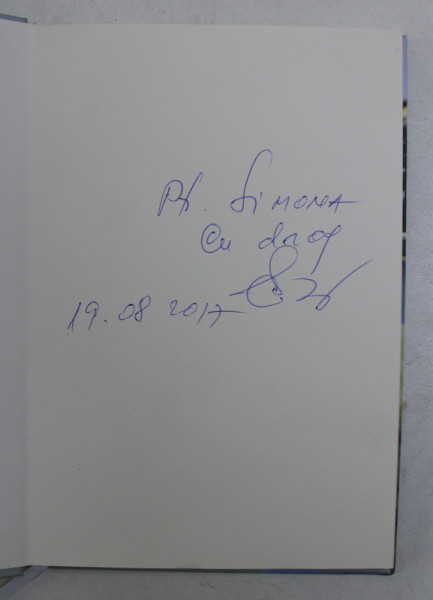 Pt. Simona
Cu drag
19.08 2017